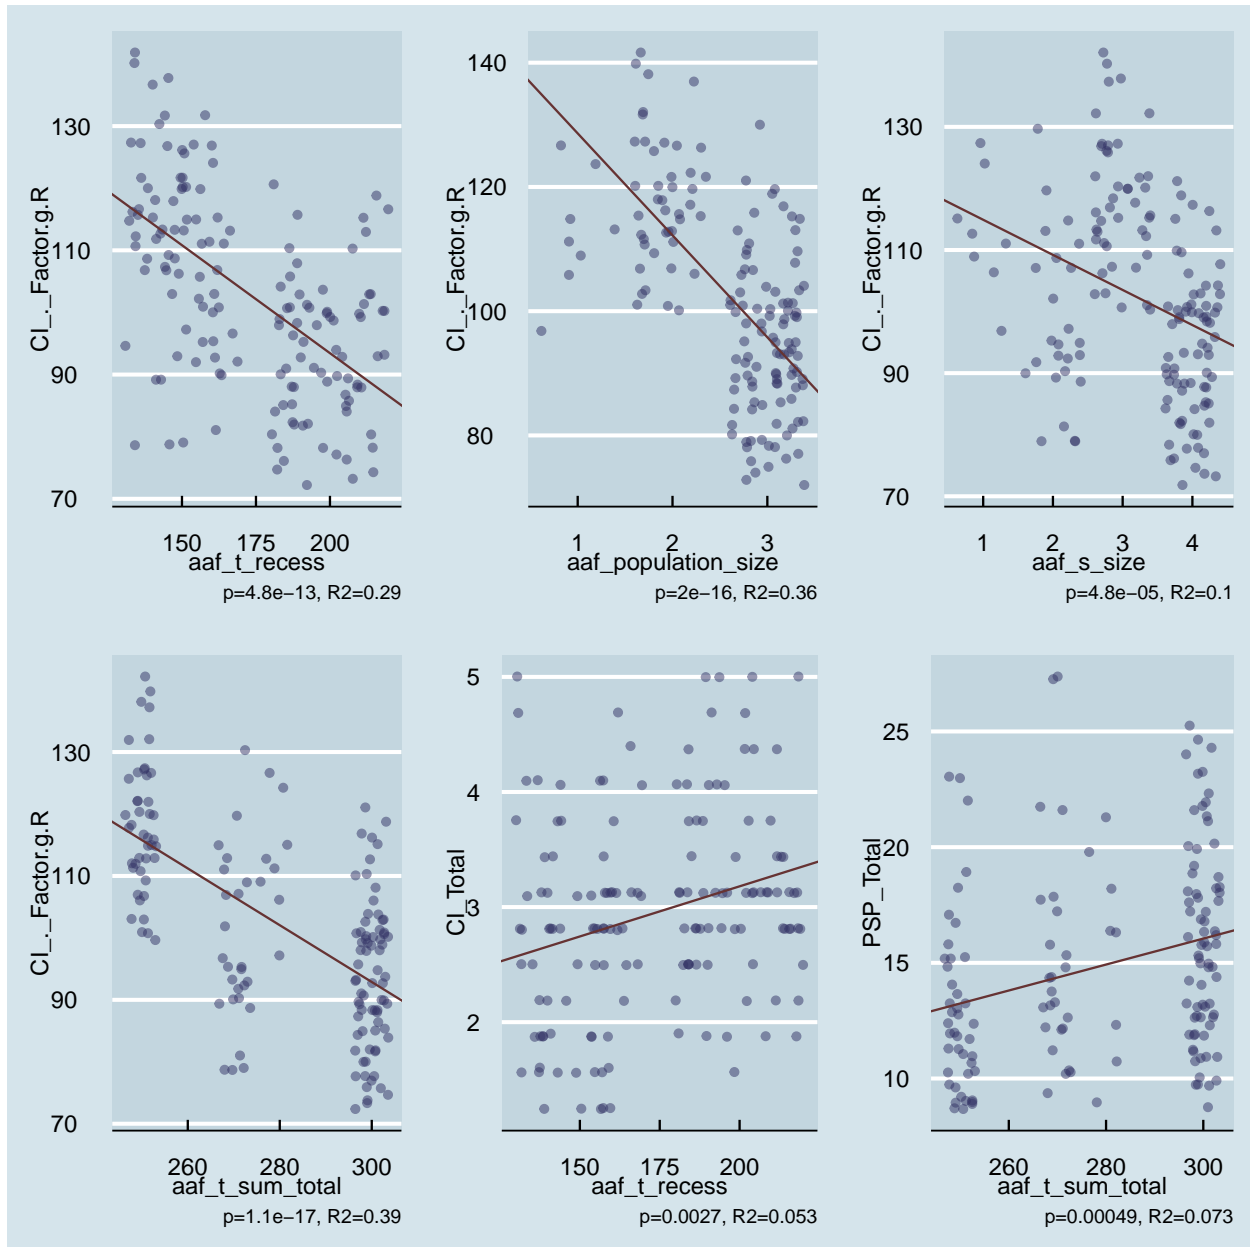 CI_._Factor.g.R
130
110
90
70
150 175 200
aaf_t_recess
p=4.8e−13, R2=0.29
CI_._Factor.g.R
140
120
100
80
1 2 3
aaf_population_size
p=2e−16, R2=0.36
CI_._Factor.g.R
130
110
90
70
1 2 3 4
aaf_s_size
p=4.8e−05, R2=0.1
CI_._Factor.g.R
130
110
90
70
260 280 300
aaf_t_sum_total
p=1.1e−17, R2=0.39
CI_Total
5
4
3
2
150 175 200
aaf_t_recess
p=0.0027, R2=0.053
PSP_Total
25
20
15
10
260 280 300
aaf_t_sum_total
p=0.00049, R2=0.073